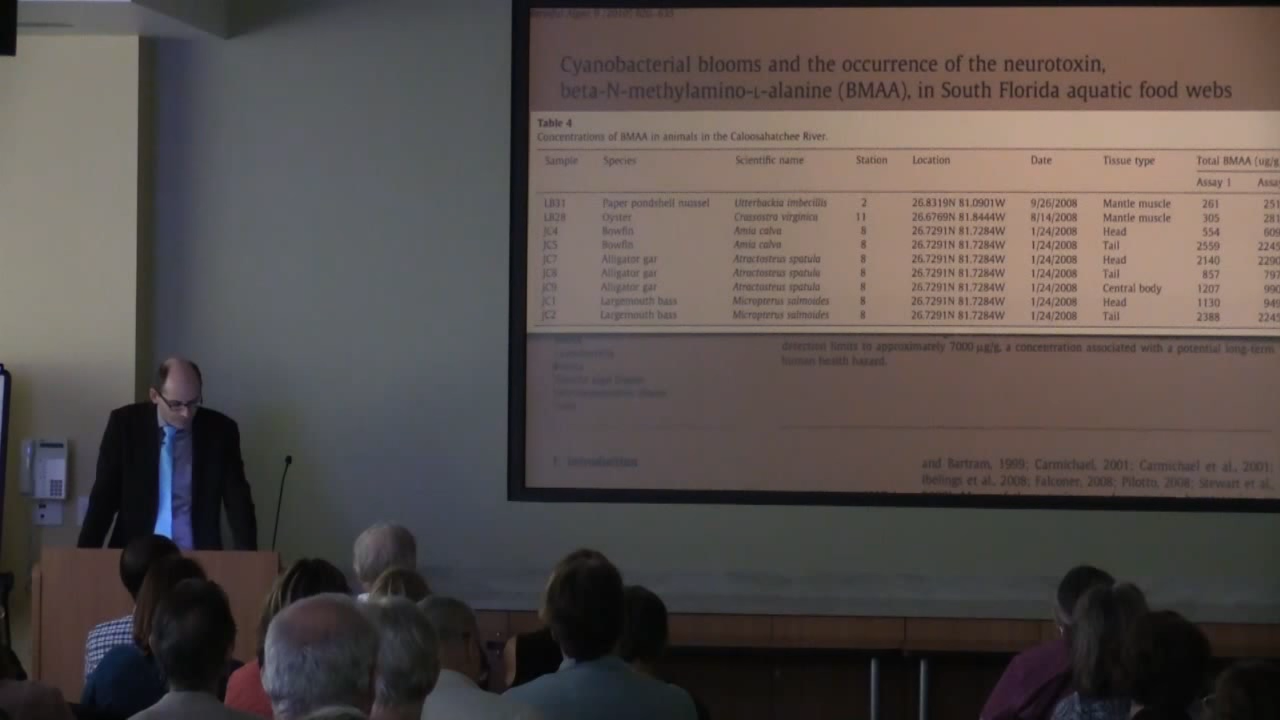 Cyanobacterial blooms and the occurrence of the neurotoxin,
beta-N-methylamino-L-alanine (BMAA), in South Florida aquatic food webs
Table 4
Concentrations of BMAA in animals in the Caloosahatchee River.
Sample Species Scientific name Station Location Date Tissue type Total BMAA (ug/g
Assay 1 Assa
LB31 Paper pondshell mussel Utterbackia imbecillis 2 26.8319N 81.0901W 9/26/2008 Mantle muscle 261 251
LB28 Oyster Crassostra virginica 11 26.6769N 81.8444W 8/14/2008 Mantle muscle 305 281
JC4 Bowfin Amia calva 8 26.7291N 81.7284W 1/24/2008 Head 554 609
JC5 Bowfin Amia calva 8 26.7291N 81.7284W 1/24/2008 Tail 2559 2245
JC7 Alligator gar Atractosteus spatula 8 26.7291N 81.7284W 1/24/2008 Head 2140 2290
JC8 Alligator gar Atractosteus spatula 8 26.7291N 81.7284W 1/24/2008 Tail 857 797
JC9 Alligator gar Atractosteus spatula 8 26.7291N 81.7284W 1/24/2008 Central body 1207 990
JC1 Largemouth bass Micropterus salmoides 8 26.7291N 81.7284W 1/24/2008 Head 1130 949
JC2 Largemouth bass Micropterus salmoides 8 26.7291N 81.7284W 1/24/2008 Tail 2388 2245
detection limits to approximately 7000 µg/g, a concentration associated with a potential long-term
human health hazard.
1. Introduction
and Bartram, 1999; Carmichael, 2001; Carmichael et al., 2001;
Ibelings et al., 2008; Falconer, 2008; Pilotto, 2008; Stewart et al.,